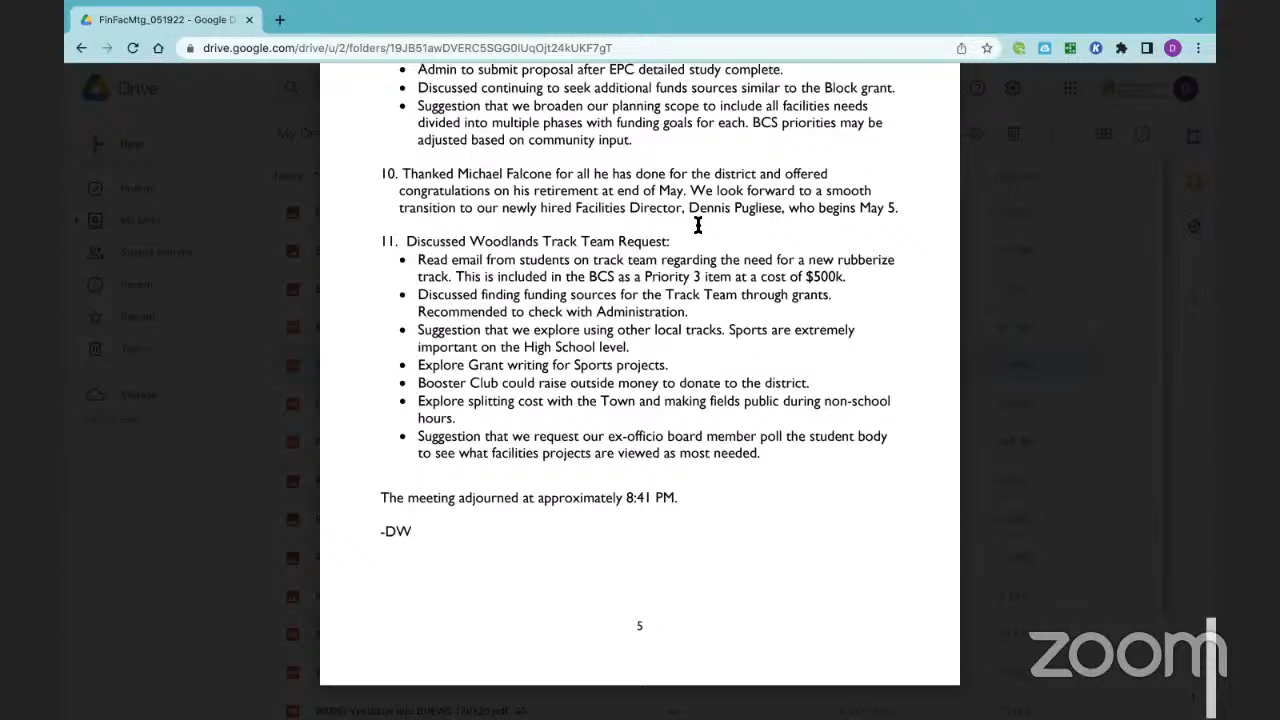 FinFacMtg_051922 - Google D
drive.google.com/drive/u/2/folders/19JB51awDVERC5SGG0IUqOjt24kUKF7gT
Drive
• Admin to submit proposal after EPC detailed study complete.
• Discussed continuing to seek additional funds sources similar to the Block grant.
• Suggestion that we broaden our planning scope to include all facilities needs
divided into multiple phases with funding goals for each. BCS priorities may be
adjusted based on community input.
10. Thanked Michael Falcone for all he has done for the district and offered
congratulations on his retirement at end of May. We look forward to a smooth
transition to our newly hired Facilities Director, Dennis Pugliese, who begins May 5.
11. Discussed Woodlands Track Team Request:
• Read email from students on track team regarding the need for a new rubberize
track. This is included in the BCS as a Priority 3 item at a cost of $500k.
• Discussed finding funding sources for the Track Team through grants.
Recommended to check with Administration.
• Suggestion that we explore using other local tracks. Sports are extremely
important on the High School level.
• Explore Grant writing for Sports projects.
• Booster Club could raise outside money to donate to the district.
• Explore splitting cost with the Town and making fields public during non-school
hours.
• Suggestion that we request our ex-officio board member poll the student body
to see what facilities projects are viewed as most needed.
The meeting adjourned at approximately 8:41 PM.
-DW
5
zoom